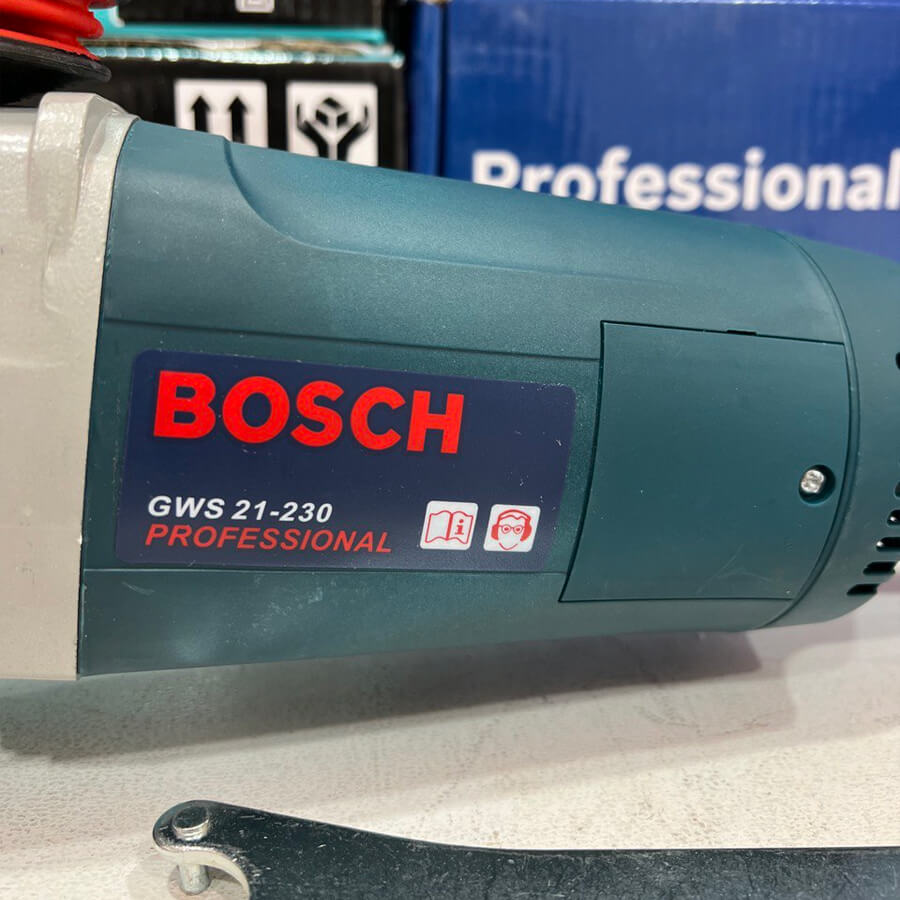 Professional
BOSCH
GWS 21-230
PROFESSIONAL
i